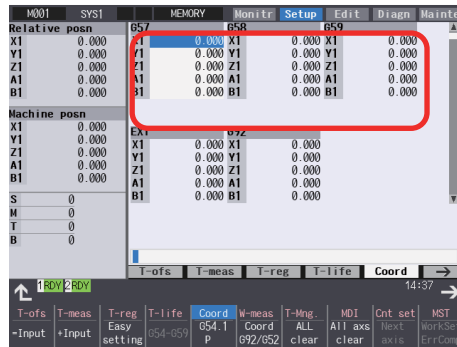 M001 SYS1 MEMORY Monitr Setup Edit Diagn Mainte
Relative posn G57 G58 G59
X1 0.000 X1 0.000 X1 0.000 X1 0.000
Y1 0.000 Y1 0.000 Y1 0.000 Y1 0.000
Z1 0.000 Z1 0.000 Z1 0.000 Z1 0.000
A1 0.000 A1 0.000 A1 0.000 A1 0.000
B1 0.000 B1 0.000 B1 0.000 B1 0.000
Machine posn
X1 0.000 EXT G92
Y1 0.000 X1 0.000 X1 0.000
Z1 0.000 Y1 0.000 Y1 0.000
A1 0.000 Z1 0.000 Z1 0.000
B1 0.000 A1 0.000 A1 0.000
S 0 B1 0.000 B1 0.000
M 0
T 0
B 0
T-ofs T-meas T-reg T-life Coord →
1 RDY 2 RDY 14:37 →
T-ofs T-meas T-reg T-life Coord W-meas T-Mng. MDI Cnt set MST
=Input +Input Easy setting G54-G59 G54.1 P Coord G92/G52 ALL clear All axs clear Next axis WorkSe ErrCom